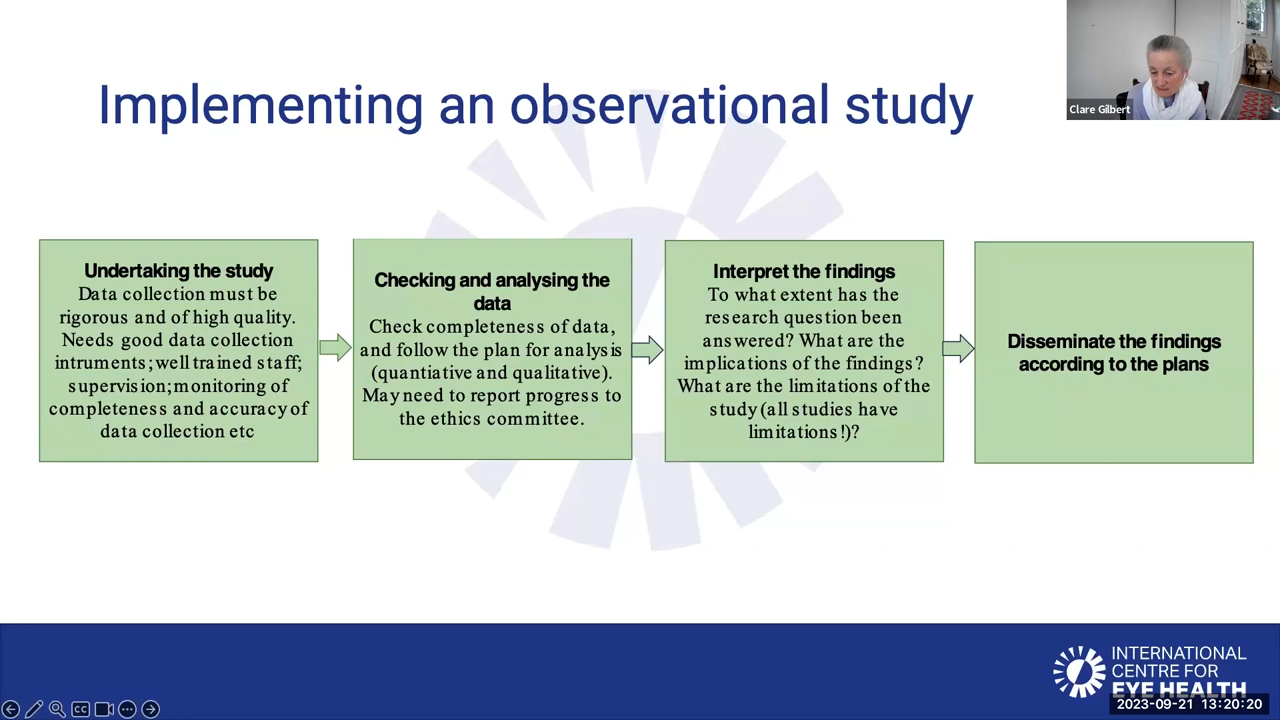 Implementing an observational study
Clare Gilbert
Undertaking the study
Data collection must be
rigorous and of high quality.
Needs good data collection
intruments; well trained staff;
supervision; monitoring of
completeness and accuracy of
data collection etc
Checking and analysing the
data
Check completeness of data,
and follow the plan for analysis
(quantiative and qualitative).
May need to report progress to
the ethics committee.
Interpret the findings
To what extent has the
research question been
answered? What are the
implications of the findings?
What are the limitations of the
study (all studies have
limitations!)?
Disseminate the findings
according to the plans
INTERNATIONAL
CENTRE FOR
EYE HEALTH
CC
2023-09-21 13:20:20